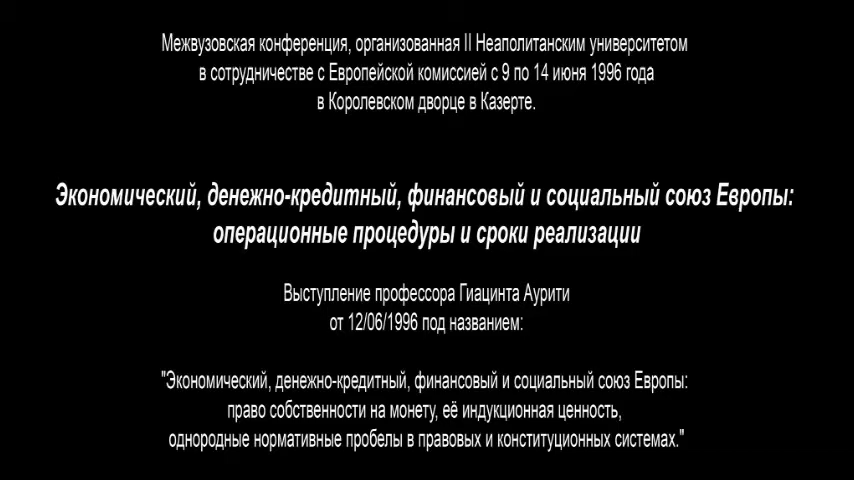 Межвузовская конференция, организованная II Неаполитанским университетом
в сотрудничестве с Европейской комиссией с 9 по 14 июня 1996 года
в Королевском дворце в Казерте.
Экономический, денежно-кредитный, финансовый и социальный союз Европы:
операционные процедуры и сроки реализации
Выступление профессора Гиацинта Аурити
от 12/06/1996 под названием:
"Экономический, денежно-кредитный, финансовый и социальный союз Европы:
право собственности на монету, её индукционная ценность,
однородные нормативные пробелы в правовых и конституционных системах."